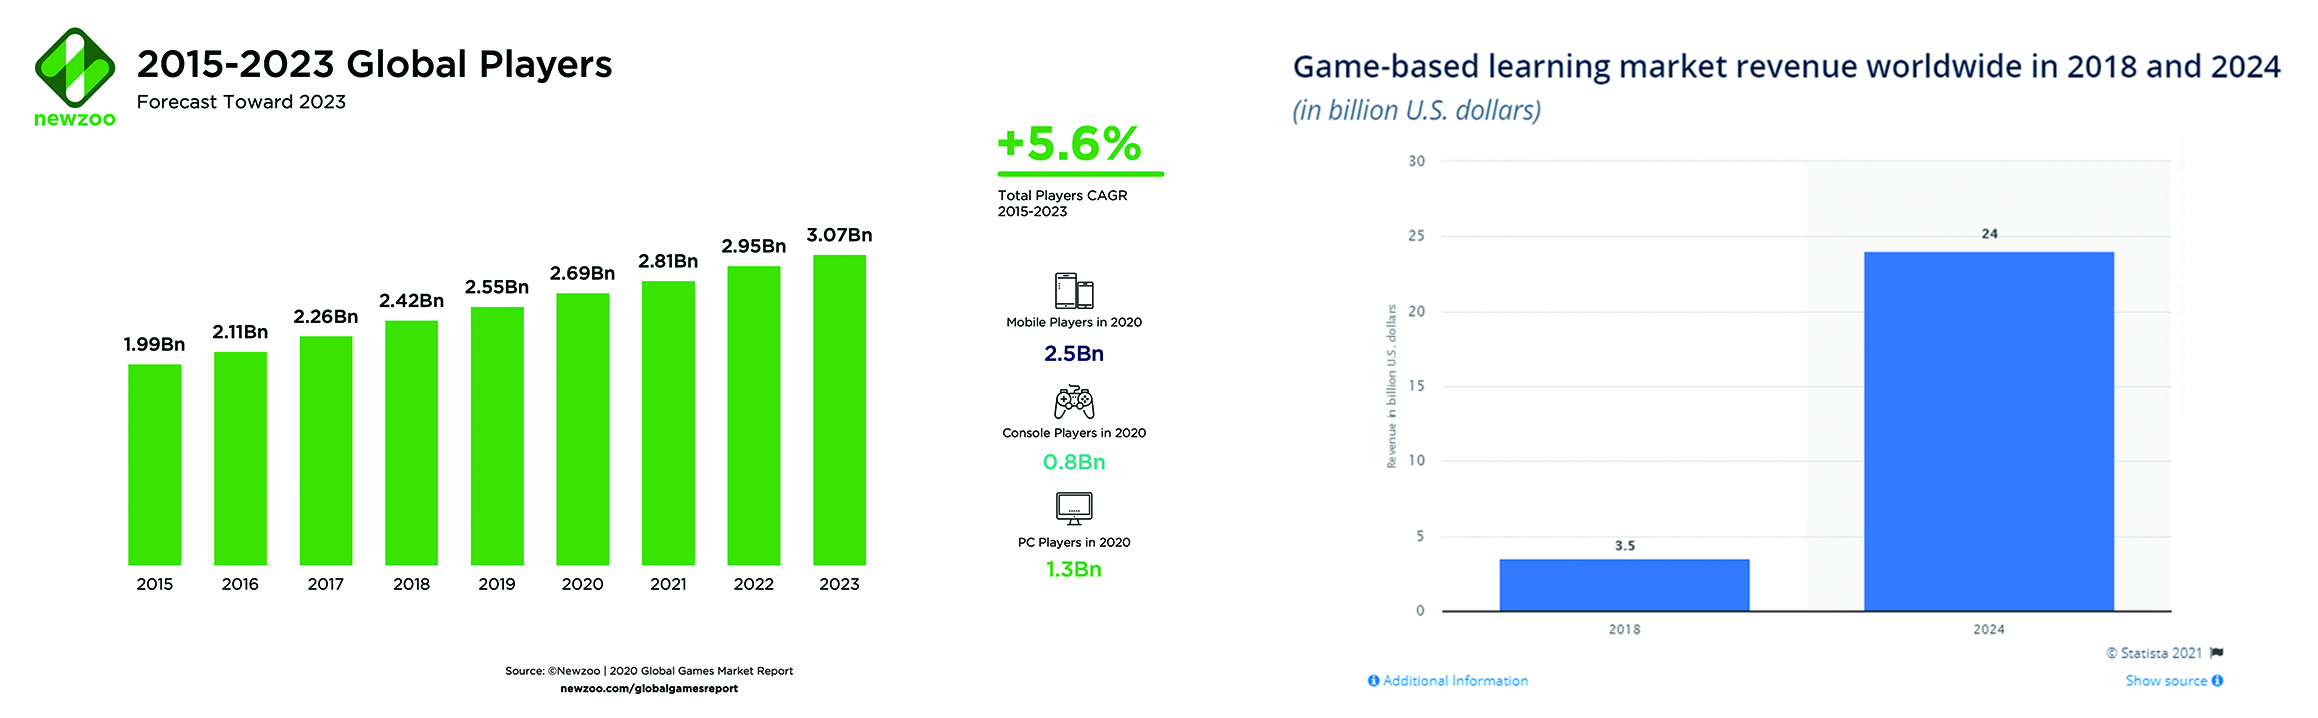 newzoo
2015-2023 Global Players
Forecast Toward 2023
1.99Bn
2.11Bn
2.26Bn
2.42Bn
2.55Bn
2.69Bn
2.81Bn
2.95Bn
3.07Bn
2015
2016
2017
2018
2019
2020
2021
2022
2023
+5.6%
Total Players CAGR
2015-2023
Mobile Players in 2020
2.5Bn
Console Players in 2020
0.8Bn
PC Players in 2020
1.3Bn
Source: ©Newzoo | 2020 Global Games Market Report
newzoo.com/globalgamesreport
Game-based learning market revenue worldwide in 2018 and 2024
(in billion U.S. dollars)
Revenue in billion U.S. dollars
30
25
20
15
10
5
0
3.5
24
2018
2024
© Statista 2021
Additional Information
Show source